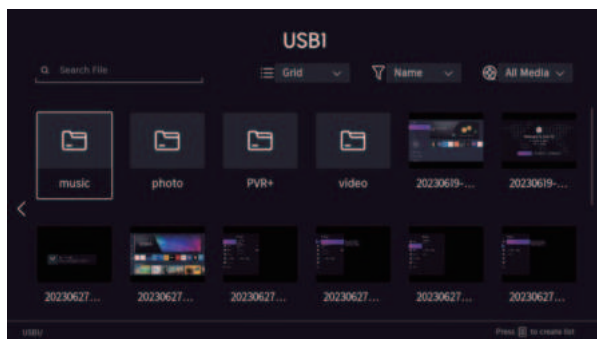 USB1
Search File
Grid
Name
All Media
music
photo
PVR+
video
20230619-...
20230619-...
20230627...
20230627...
20230627...
20230627...
20230627...
20230627...
USB1/
Press to create list